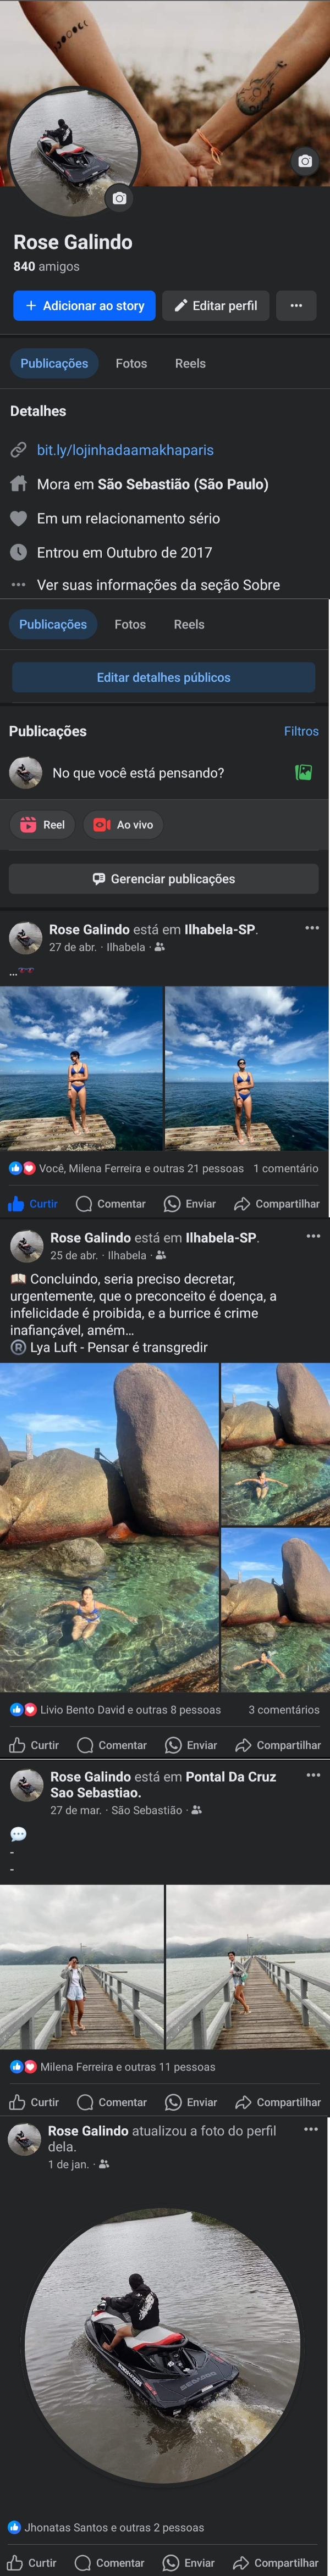 Rose Galindo
840 amigos
+ Adicionar ao story
Editar perfil
Publicações Fotos Reels
Detalhes
bit.ly/lojinhadaamakhaparis
Mora em São Sebastião (São Paulo)
Em um relacionamento sério
Entrou em Outubro de 2017
Ver suas informações da seção Sobre
Publicações Fotos Reels
Editar detalhes públicos
Publicações Filtros
No que você está pensando?
Reel Ao vivo
Gerenciar publicações
Rose Galindo está em Ilhabela-SP.
27 de abr. · Ilhabela ·
...🕶️
Você, Milena Ferreira e outras 21 pessoas 1 comentário
Curtir Comentar Enviar Compartilhar
Rose Galindo está em Ilhabela-SP.
25 de abr. · Ilhabela ·
📖 Concluindo, seria preciso decretar,
urgentemente, que o preconceito é doença, a
infelicidade é proibida, e a burrice é crime
inafiançável, amém...
® Lya Luft - Pensar é transgredir
Livio Bento David e outras 8 pessoas 3 comentários
Curtir Comentar Enviar Compartilhar
Rose Galindo está em Pontal Da Cruz
Sao Sebastiao.
27 de mar. · São Sebastião ·
💬
-
-
Milena Ferreira e outras 11 pessoas
Curtir Comentar Enviar Compartilhar
Rose Galindo atualizou a foto do perfil
dela.
1 de jan. ·
Jhonatas Santos e outras 2 pessoas
Curtir Comentar Enviar Compartilhar